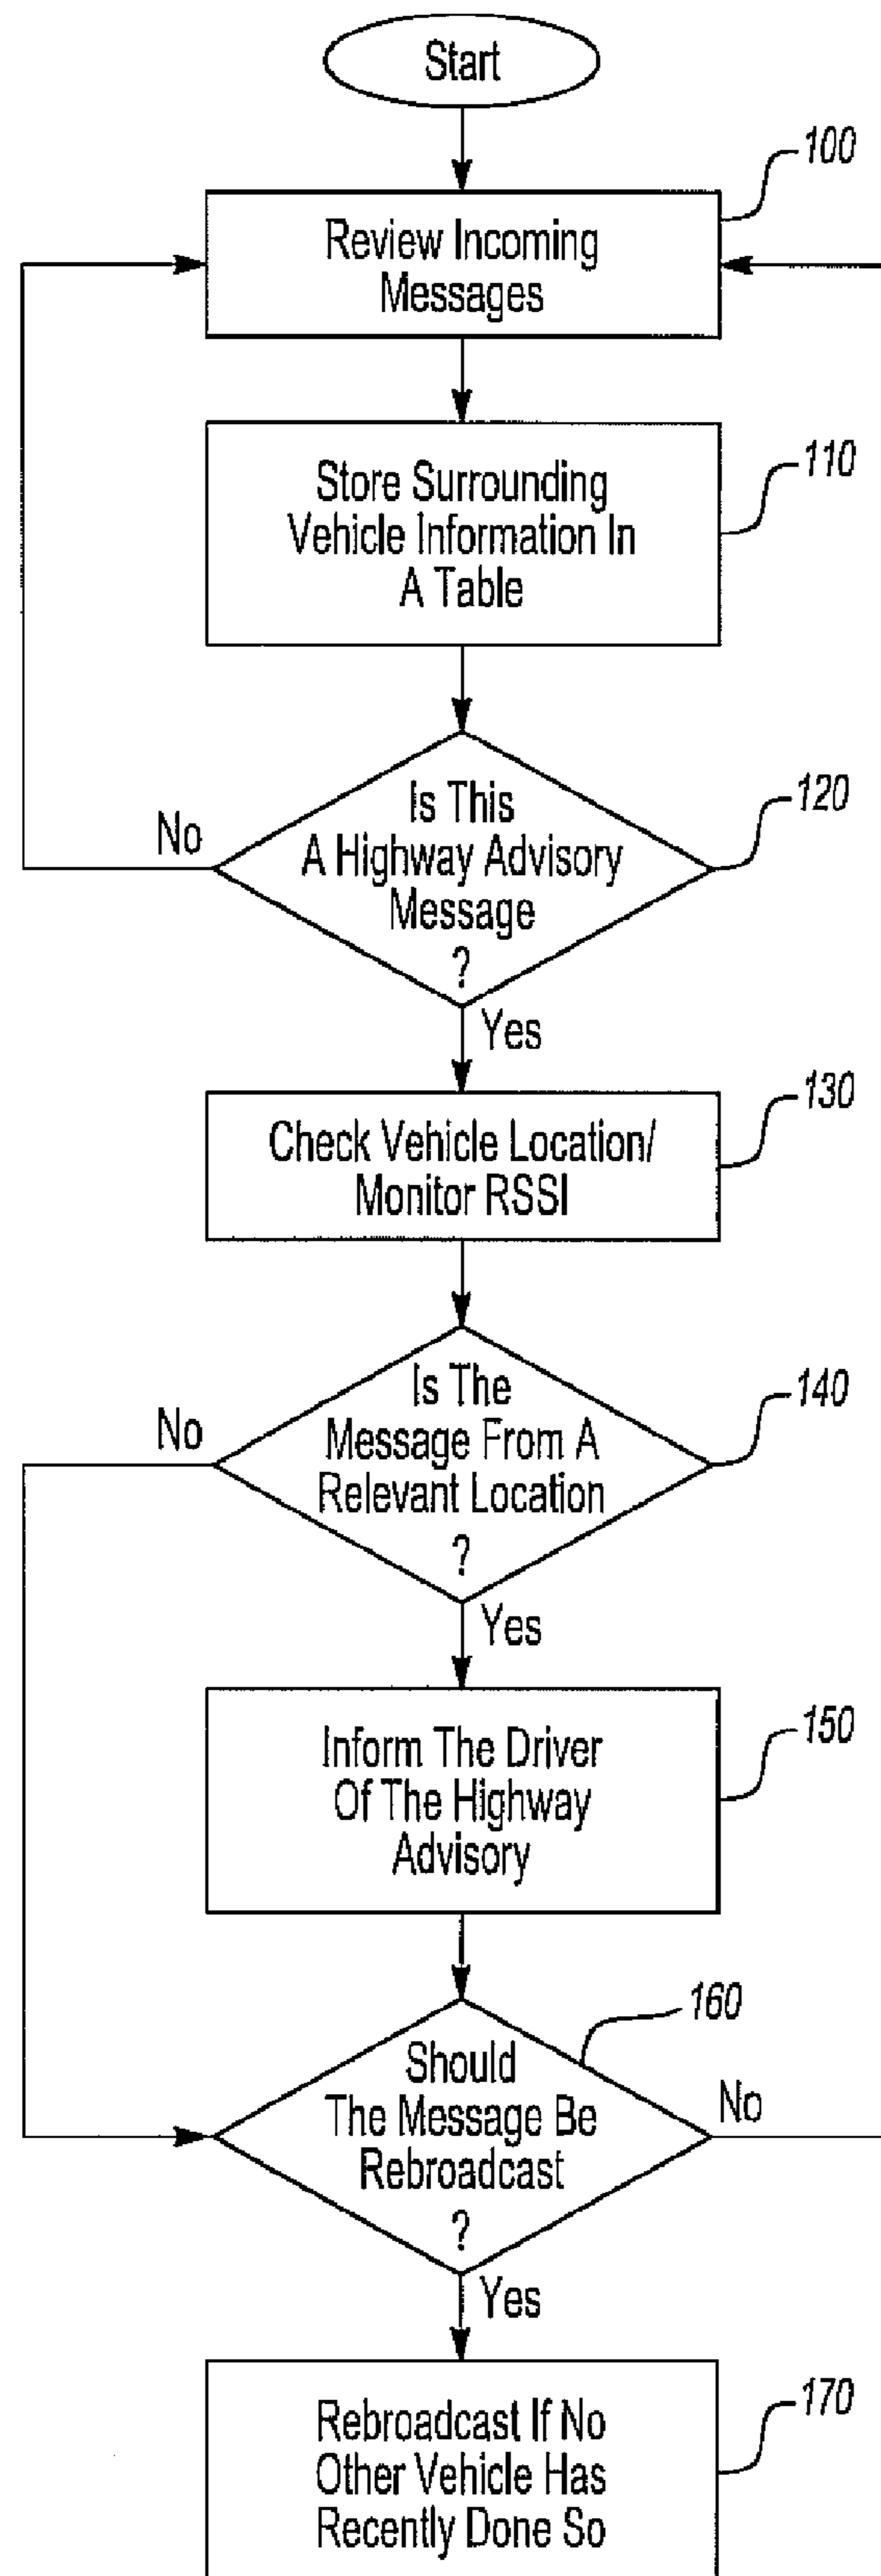 Start
100
Review Incoming
Messages
110
Store Surrounding
Vehicle Information In
A Table
120
No
Is This
A Highway Advisory
Message
?
Yes
130
Check Vehicle Location/
Monitor RSSI
140
No
Is The
Message From A
Relevant Location
?
Yes
150
Inform The Driver
Of The Highway
Advisory
160
Should
The Message Be
Rebroadcast
?
No
Yes
170
Rebroadcast If No
Other Vehicle Has
Recently Done So